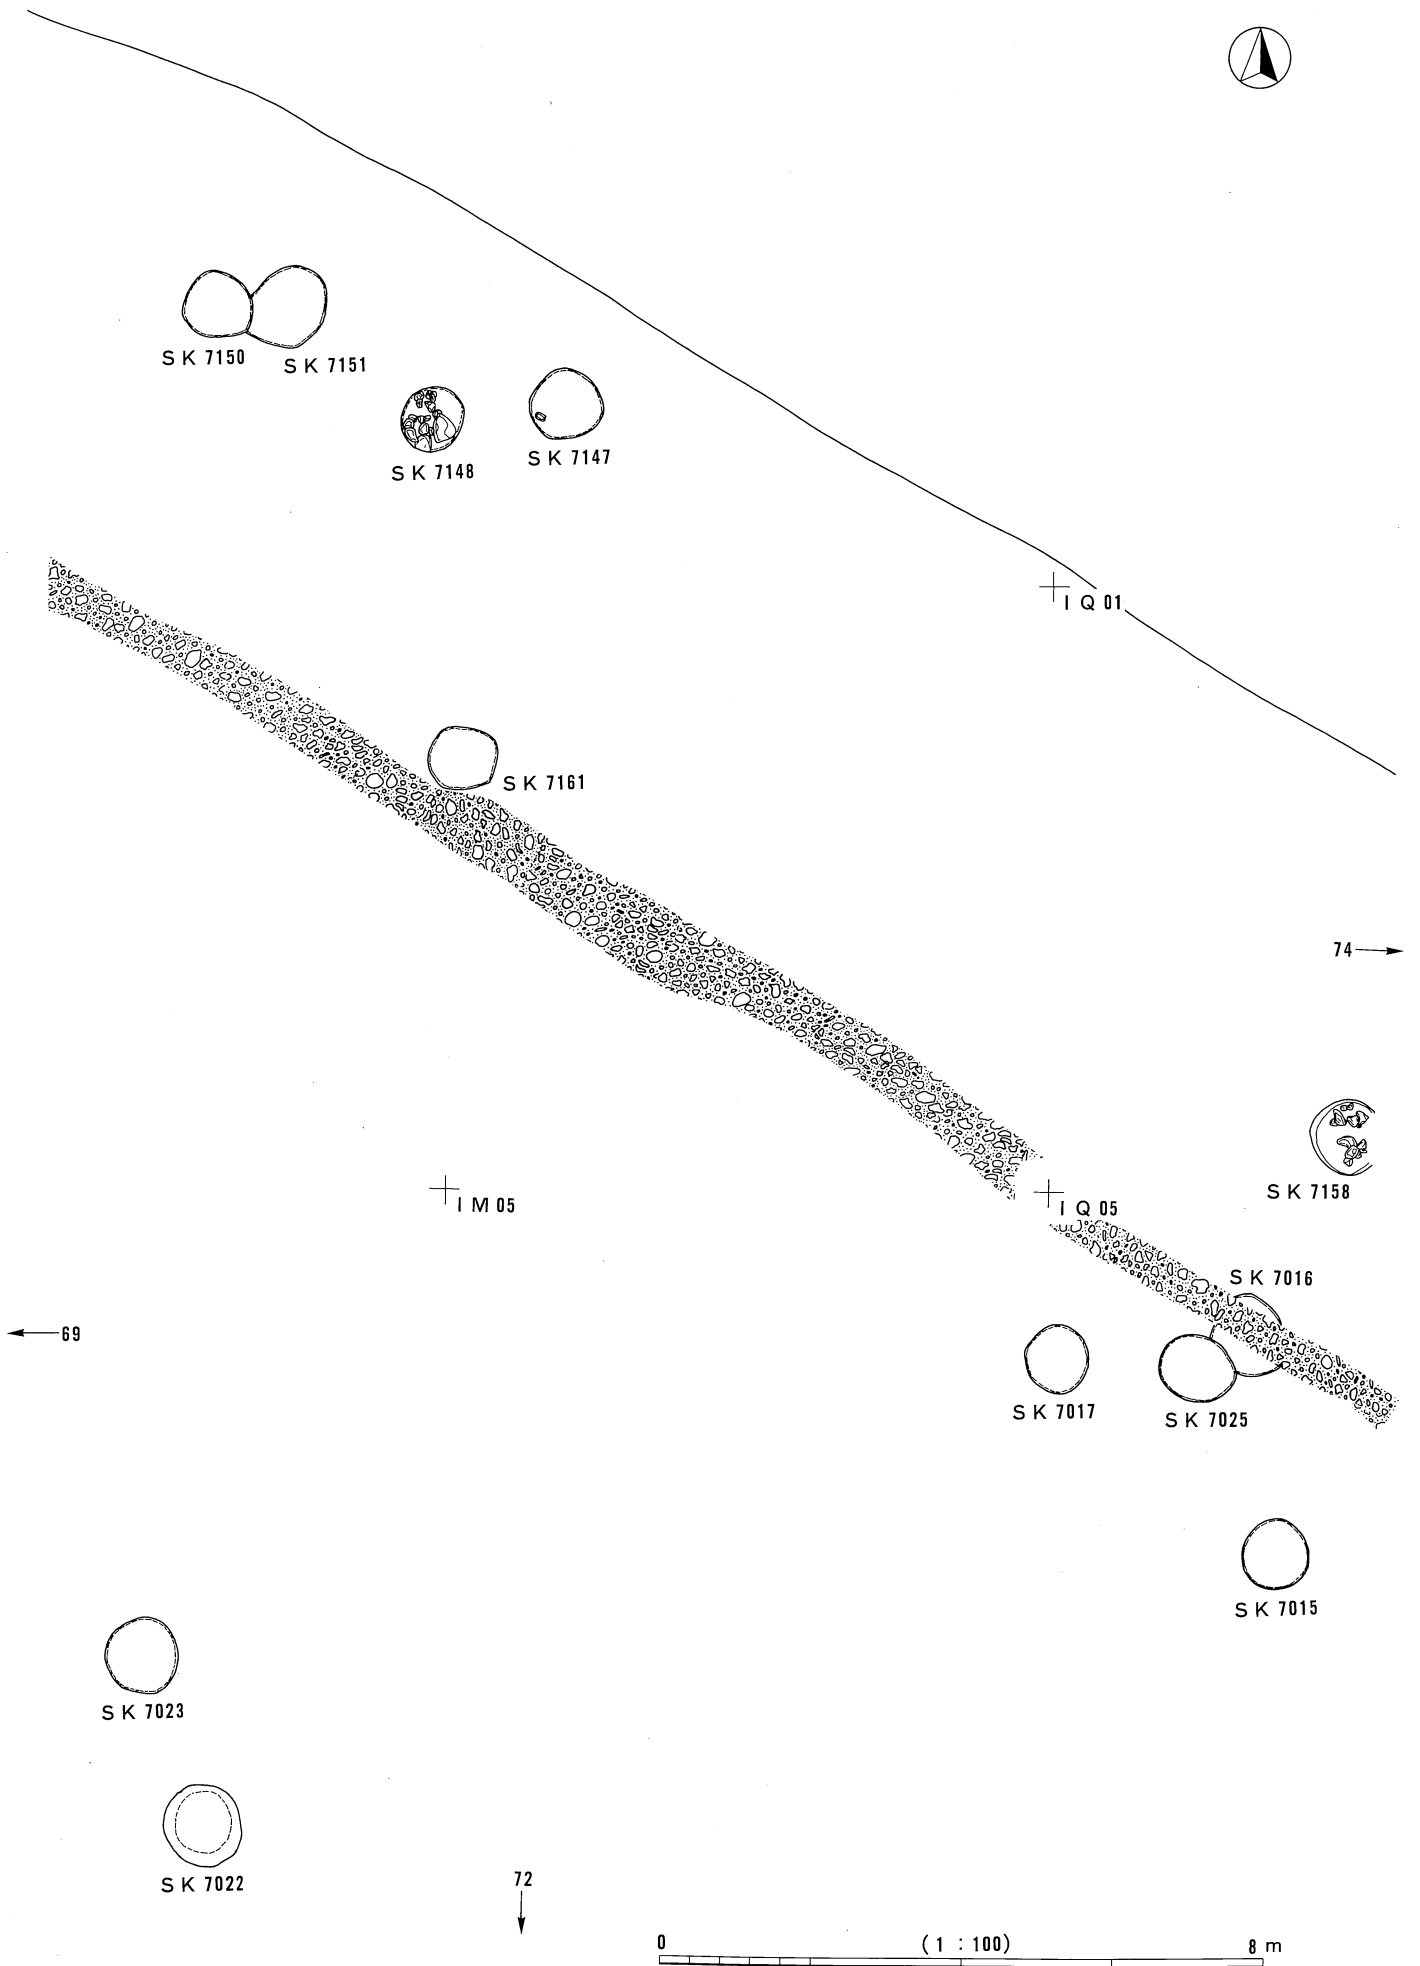 SK 7150
SK 7151
SK 7148
SK 7147
IQ 01
SK 7161
74
IM 05
IQ 05
SK 7158
SK 7016
69
SK 7017
SK 7025
SK 7015
SK 7023
SK 7022
72
0 (1 : 100) 8 m